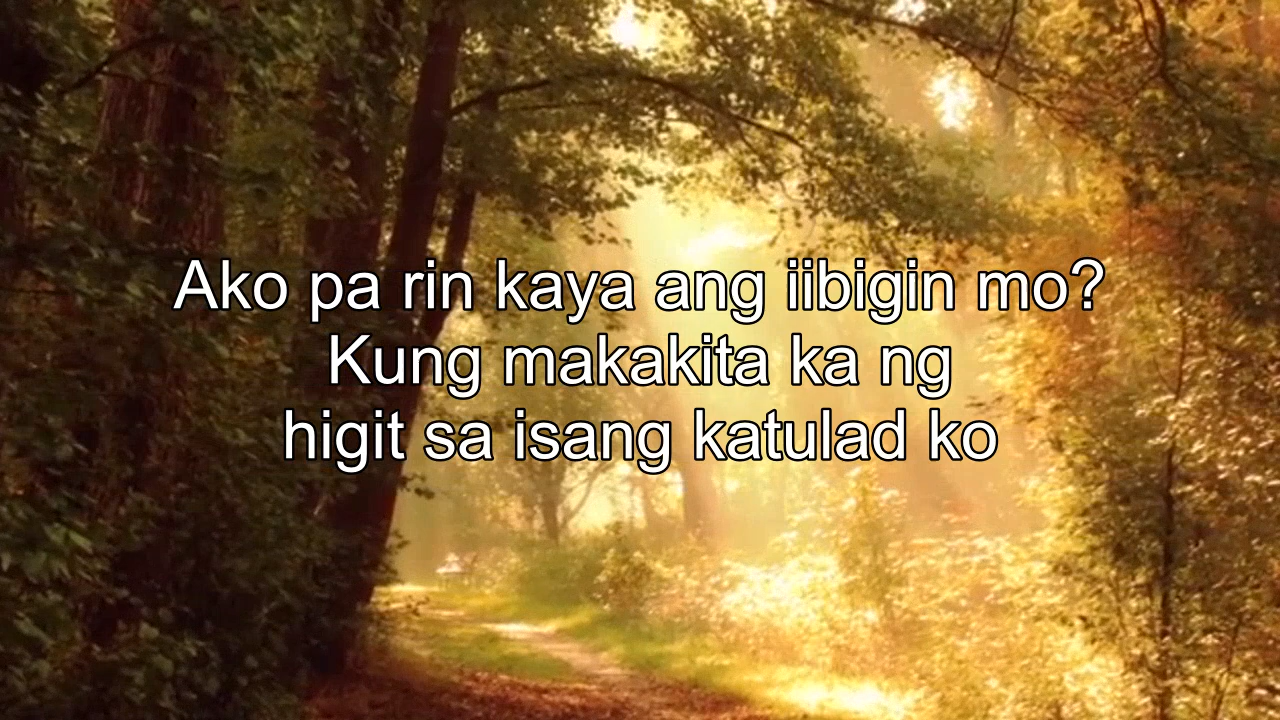 Ako pa rin kaya ang iibigin mo?
Kung makakita ka ng
higit sa isang katulad ko